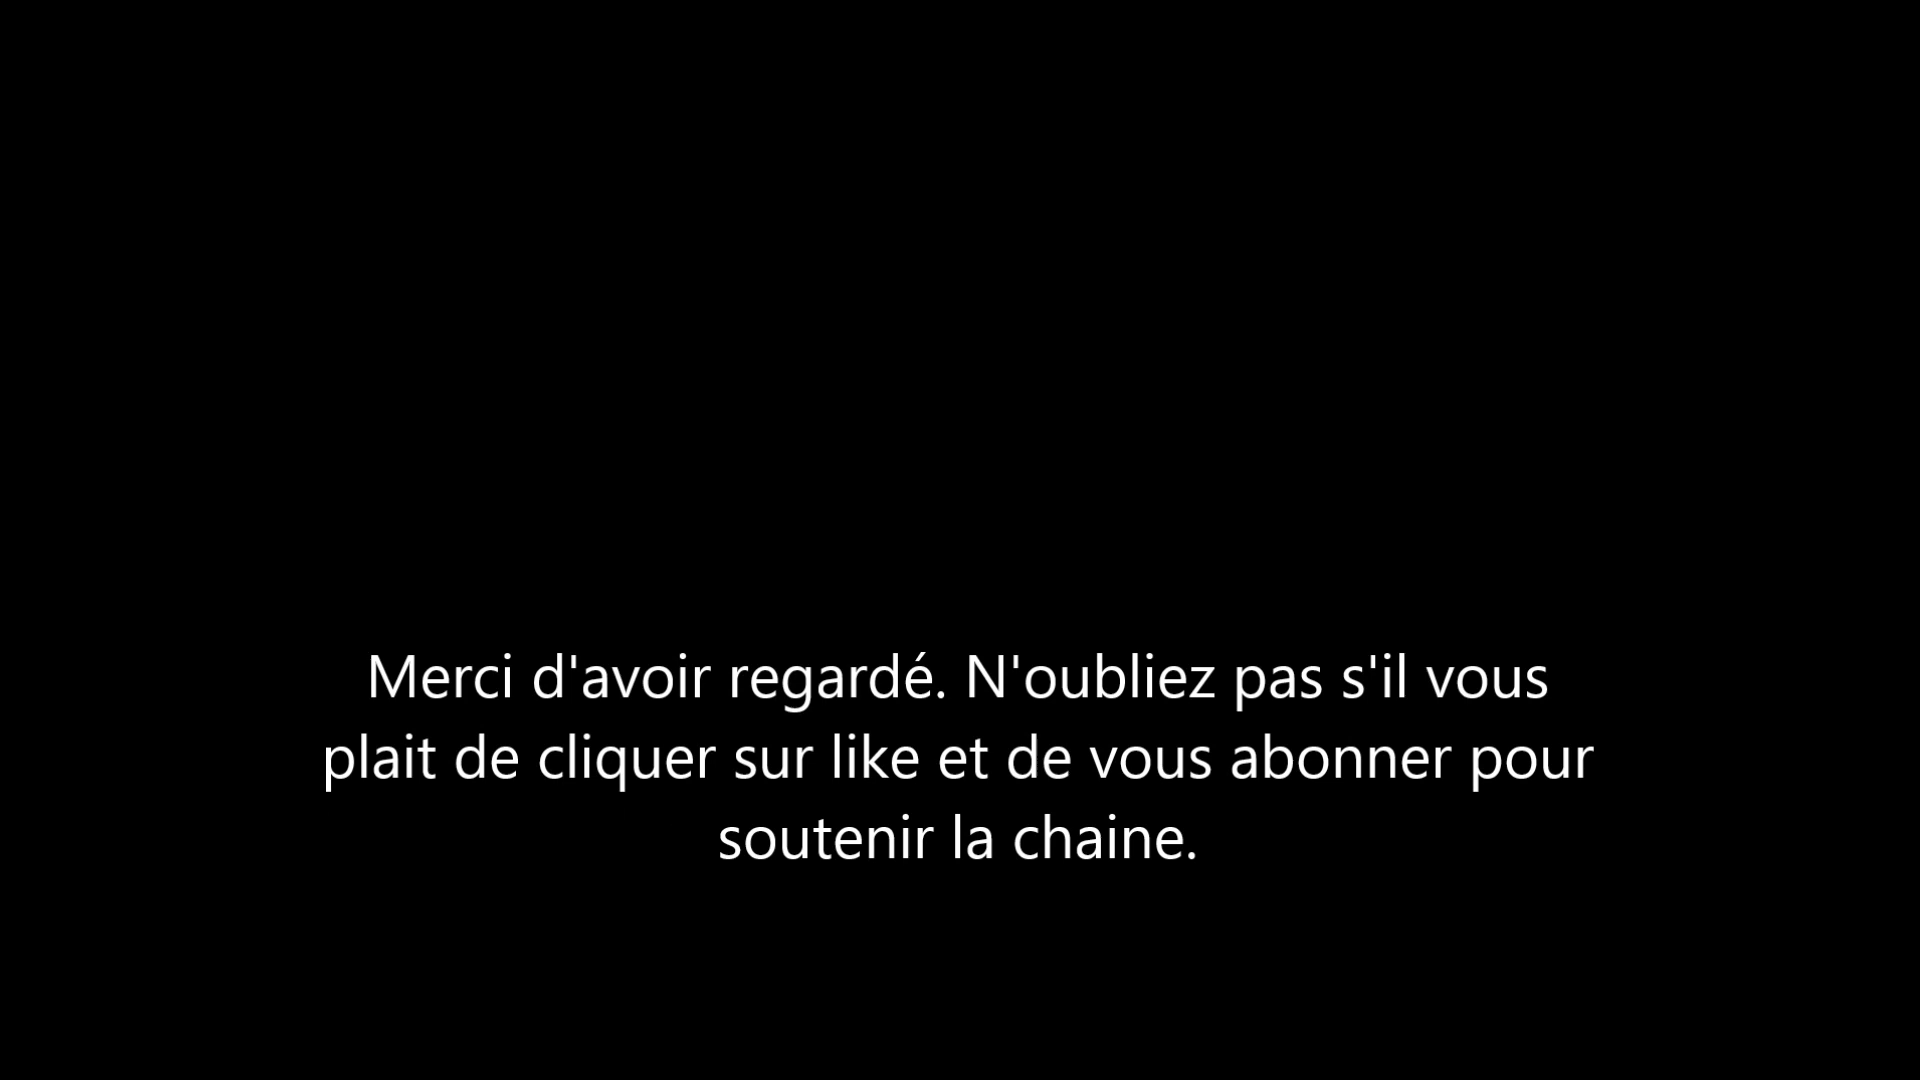 Merci d'avoir regardé. N'oubliez pas s'il vous
plait de cliquer sur like et de vous abonner pour
soutenir la chaine.